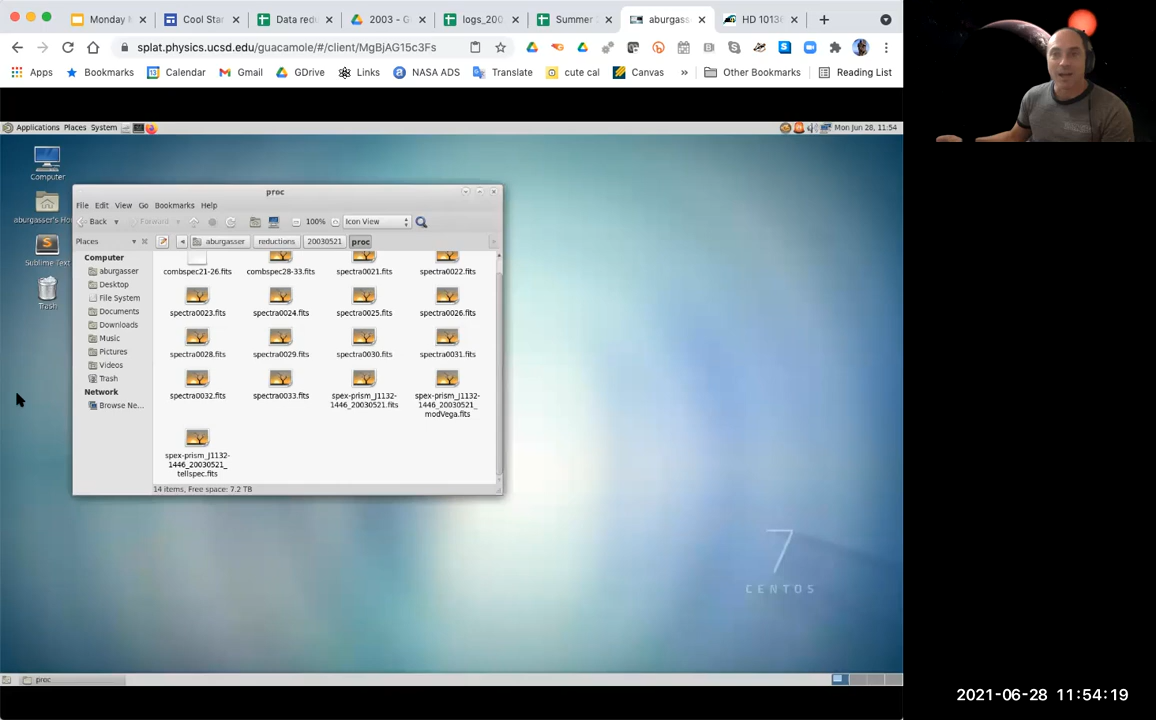 Monday M
Cool Star
Data redu
2003 - G
logs_200
Summer
aburgass
HD 1013
splat.physics.ucsd.edu/guacamole/#/client/MgBjAG15c3Fs
Apps
Bookmarks
Calendar
Gmail
GDrive
Links
NASA ADS
Translate
cute cal
Canvas
»
Other Bookmarks
Reading List
Applications Places System
Mon Jun 28, 11:54
Computer
aburgasser's Ho
Sublime Text
Trash
proc
File Edit View Go Bookmarks Help
Back
Forward
100%
Icon View
Places
aburgasser
reductions
20030521
proc
Computer
aburgasser
Desktop
File System
Documents
Downloads
Music
Pictures
Videos
Trash
Network
Browse Ne...
combspec21-26.fits
combspec28-33.fits
spectra0021.fits
spectra0022.fits
spectra0023.fits
spectra0024.fits
spectra0025.fits
spectra0026.fits
spectra0028.fits
spectra0029.fits
spectra0030.fits
spectra0031.fits
spectra0032.fits
spectra0033.fits
spex-prism_J1132-
1446_20030521.fits
spex-prism_J1132-
1446_20030521_
modVega.fits
spex-prism_J1132-
1446_20030521_
tellspec.fits
14 items, Free space: 7.2 TB
7
CENTOS
proc
2021-06-28 11:54:19